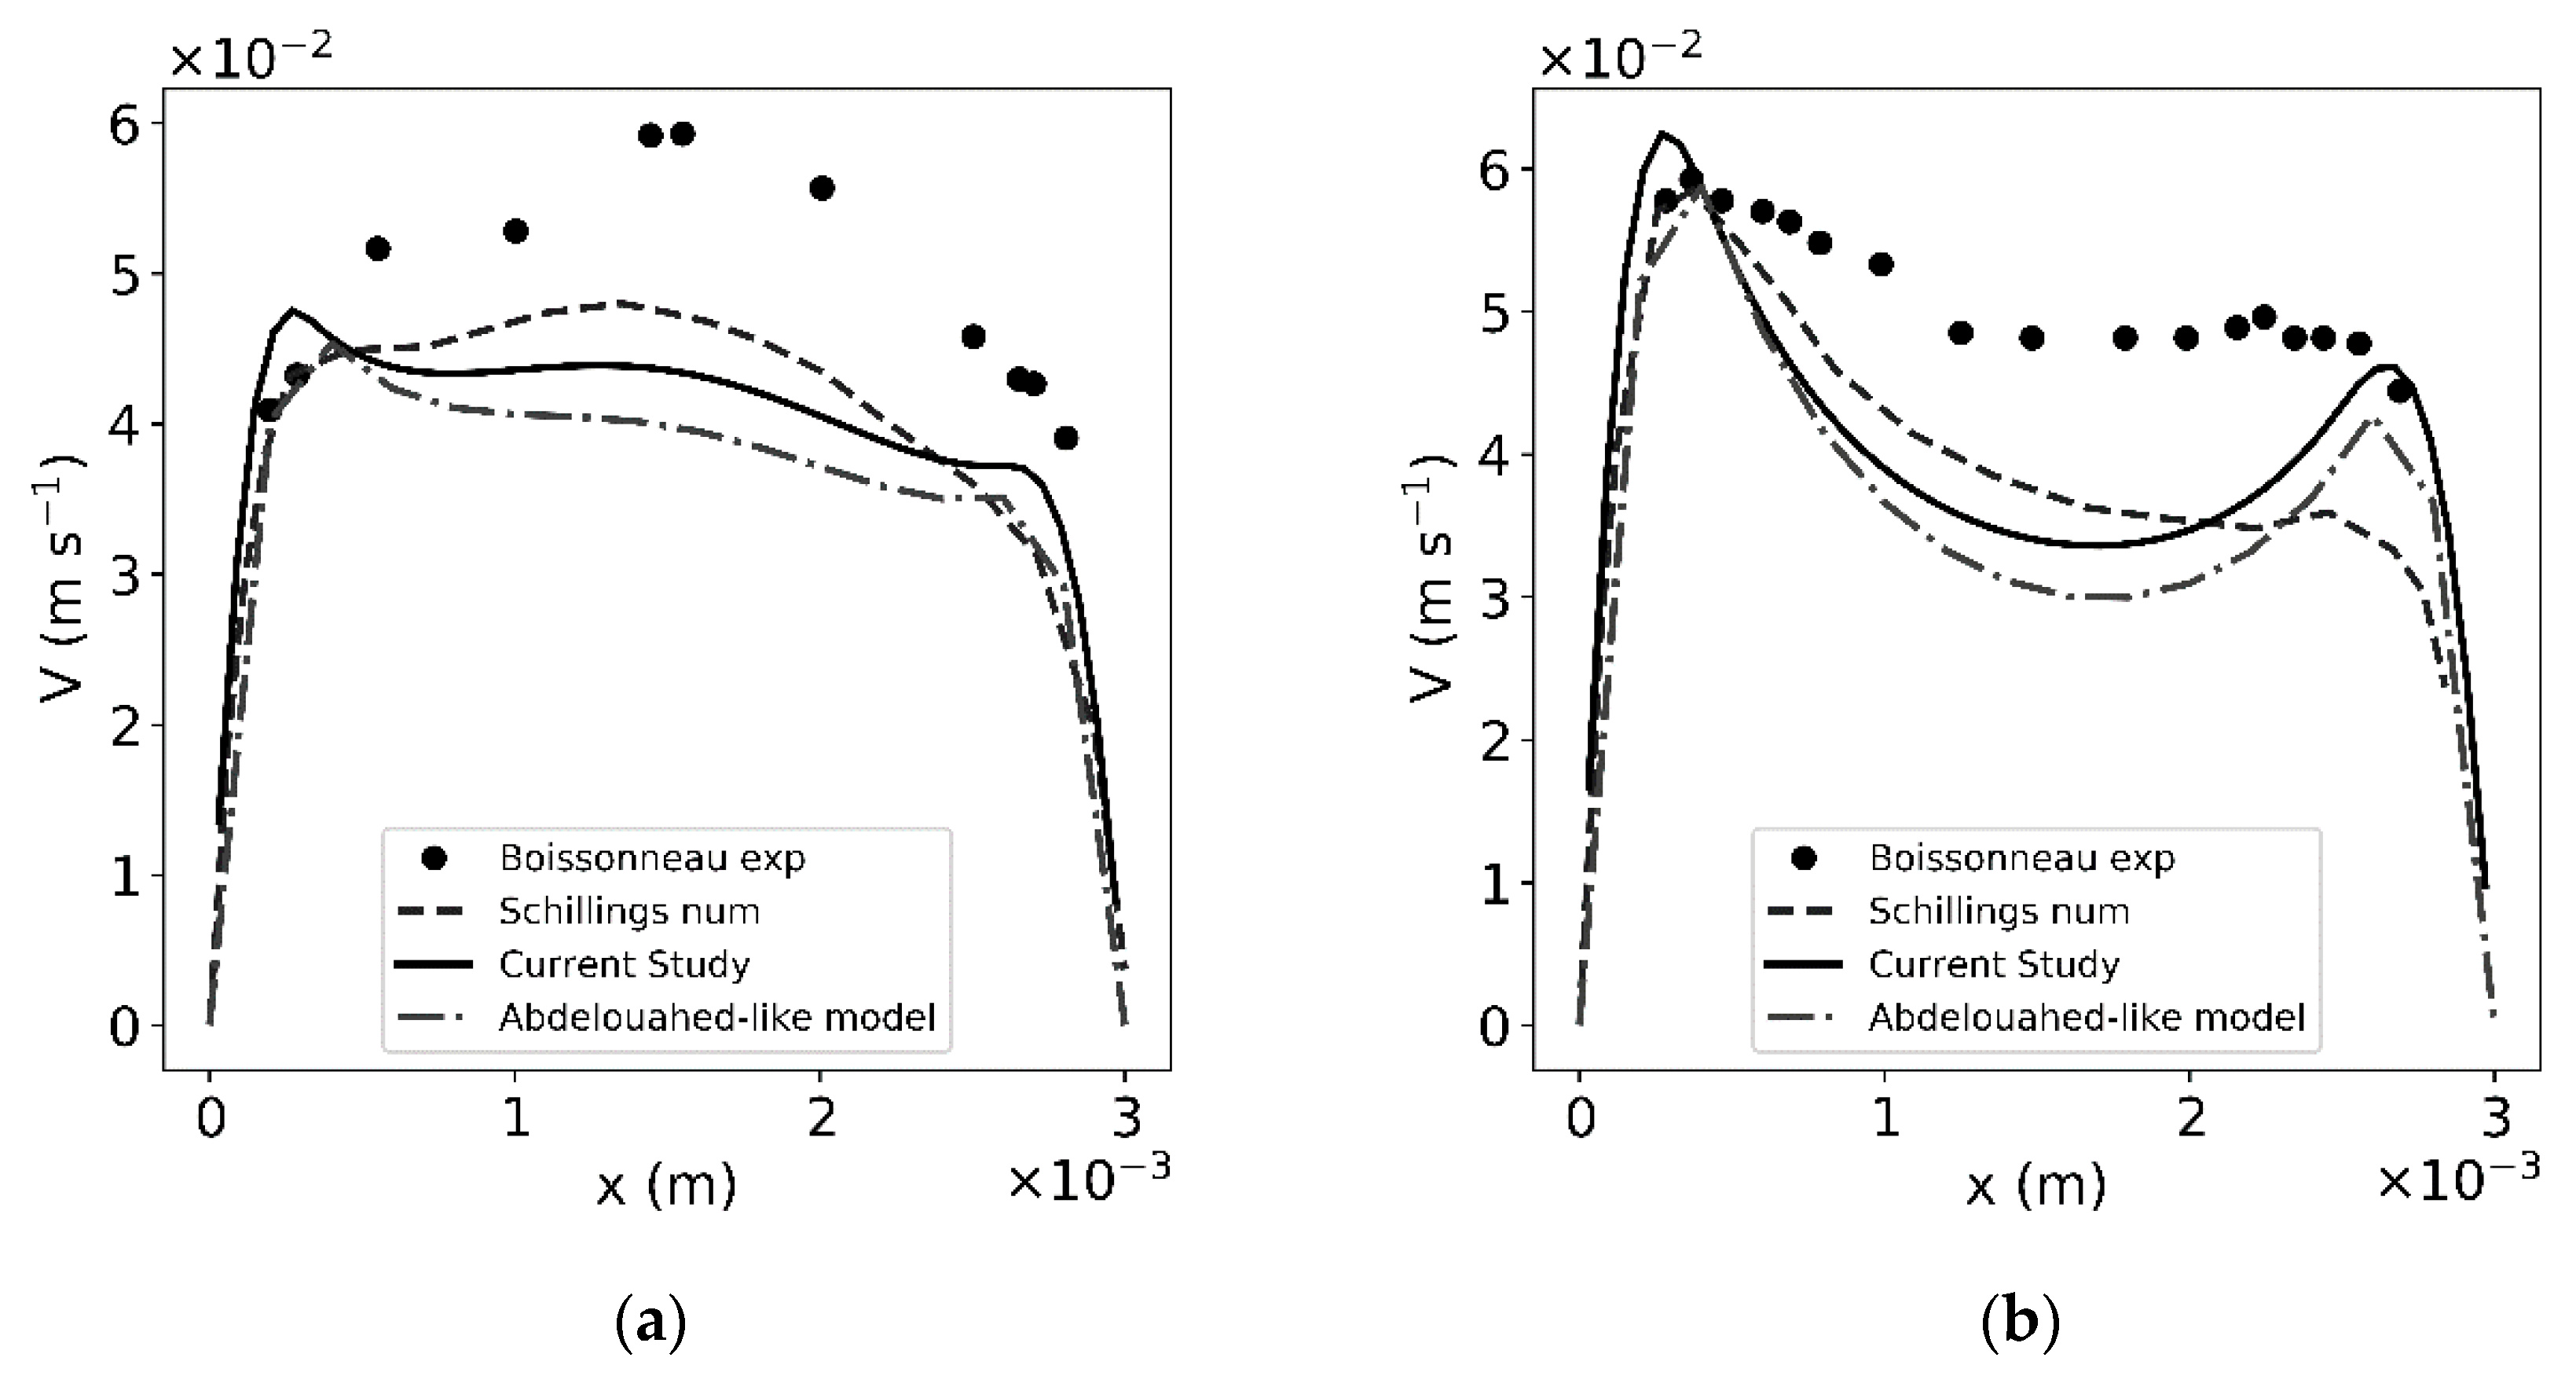 ×10⁻²
6
5
4
3
2
1
0
V (m s⁻¹)
Boissonneau exp
Schillings num
Current Study
Abdelouahed-like model
0 1 2 3
x (m)
×10⁻³
(a)
×10⁻²
6
5
4
3
2
1
0
V (m s⁻¹)
Boissonneau exp
Schillings num
Current Study
Abdelouahed-like model
0 1 2 3
x (m)
×10⁻³
(b)